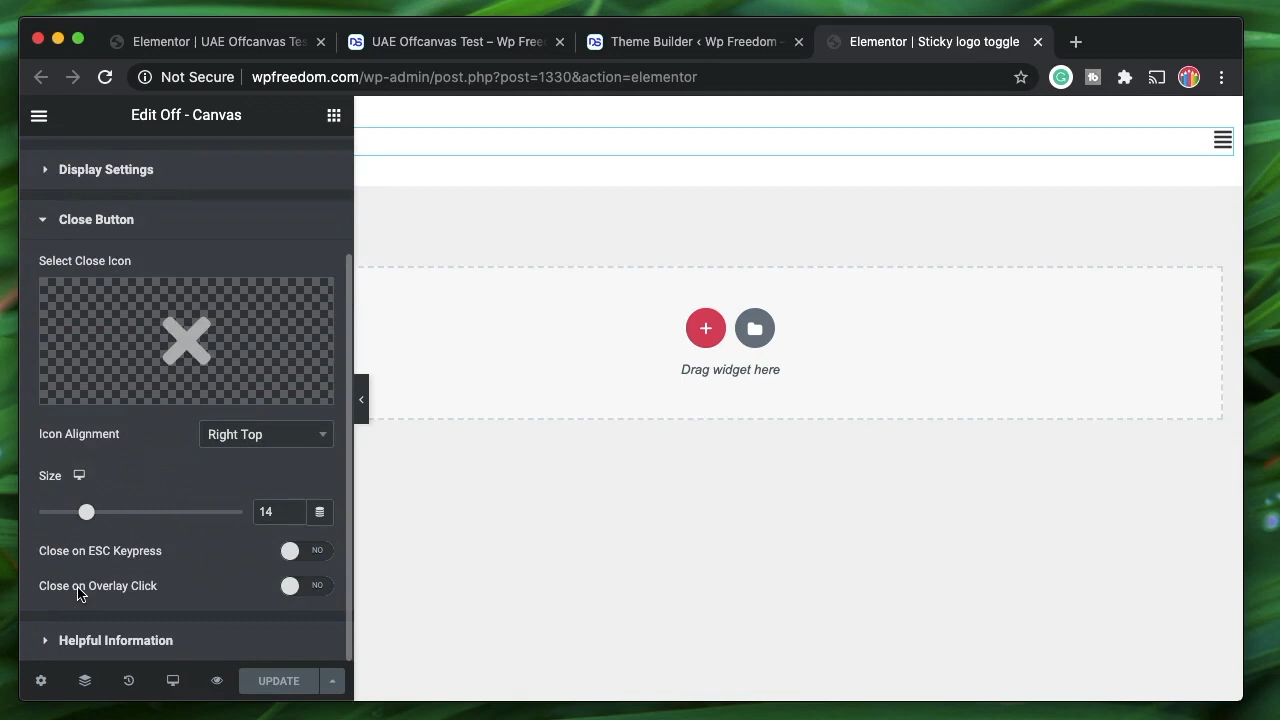 Elementor | UAE Offcanvas Tes
UAE Offcanvas Test – Wp Free
Theme Builder ‹ Wp Freedom -
Elementor | Sticky logo toggle
Not Secure
wpfreedom.com/wp-admin/post.php?post=1330&action=elementor
Edit Off - Canvas
Display Settings
Close Button
Select Close Icon
Icon Alignment
Right Top
Size
14
Close on ESC Keypress
NO
Close on Overlay Click
NO
Helpful Information
UPDATE
Drag widget here